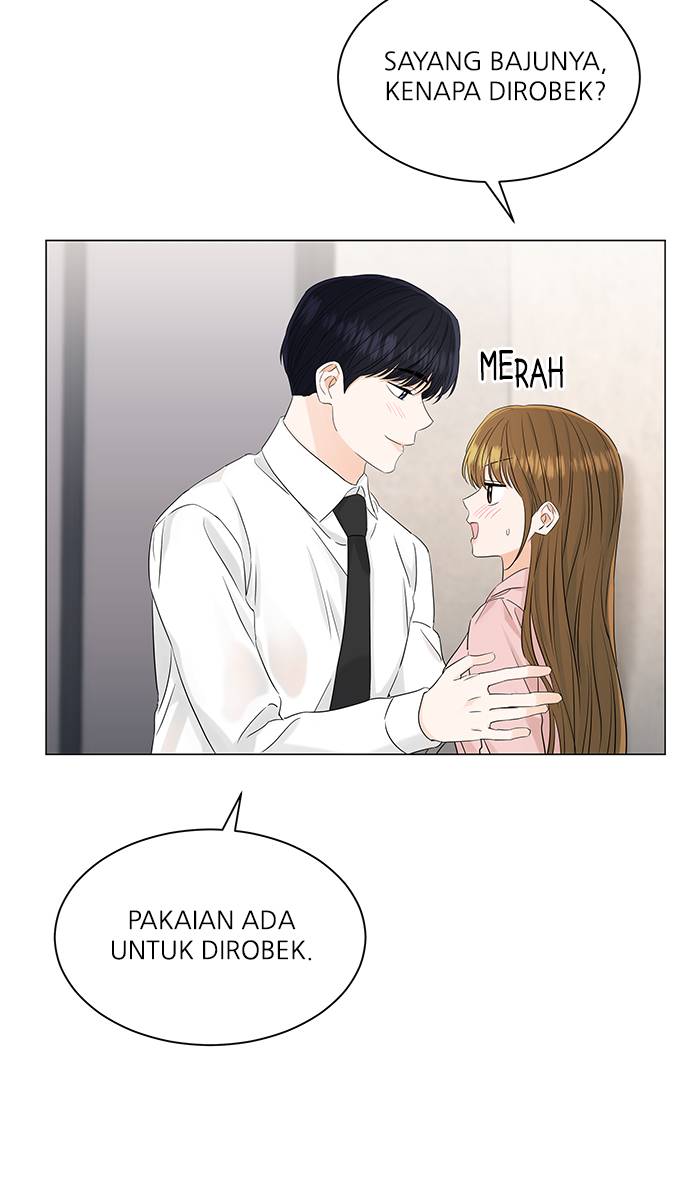 SAYANG BAJUNYA,
KENAPA DIROBEK?
MERAH
PAKAIAN ADA
UNTUK DIROBEK.